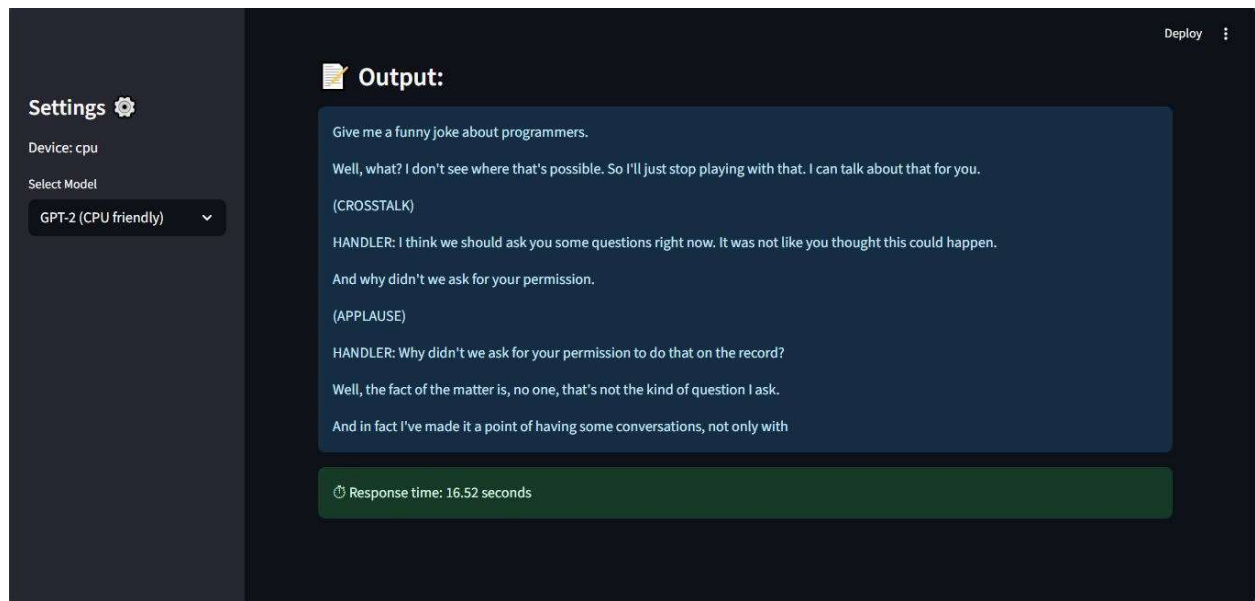 Deploy
Output:
Settings
Device: cpu
Select Model
GPT-2 (CPU friendly)
Give me a funny joke about programmers.
Well, what? I don't see where that's possible. So I'll just stop playing with that. I can talk about that for you.
(CROSSTALK)
HANDLER: I think we should ask you some questions right now. It was not like you thought this could happen.
And why didn't we ask for your permission.
(APPLAUSE)
HANDLER: Why didn't we ask for your permission to do that on the record?
Well, the fact of the matter is, no one, that's not the kind of question I ask.
And in fact I've made it a point of having some conversations, not only with
Response time: 16.52 seconds